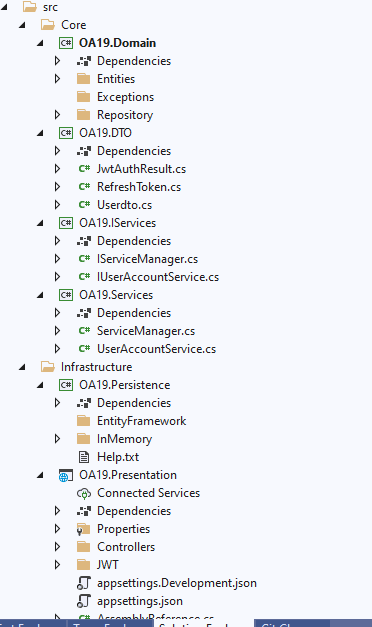 src
Core
C# OA19.Domain
Dependencies
Entities
Exceptions
Repository
C# OA19.DTO
Dependencies
C# JwtAuthResult.cs
C# RefreshToken.cs
C# Userdto.cs
C# OA19.IServices
Dependencies
C# IServiceManager.cs
C# IUserAccountService.cs
C# OA19.Services
Dependencies
C# ServiceManager.cs
C# UserAccountService.cs
Infrastructure
C# OA19.Persistence
Dependencies
EntityFramework
InMemory
Help.txt
OA19.Presentation
Connected Services
Dependencies
Properties
Controllers
JWT
appsettings.Development.json
appsettings.json
C# AssemblyReference.cs